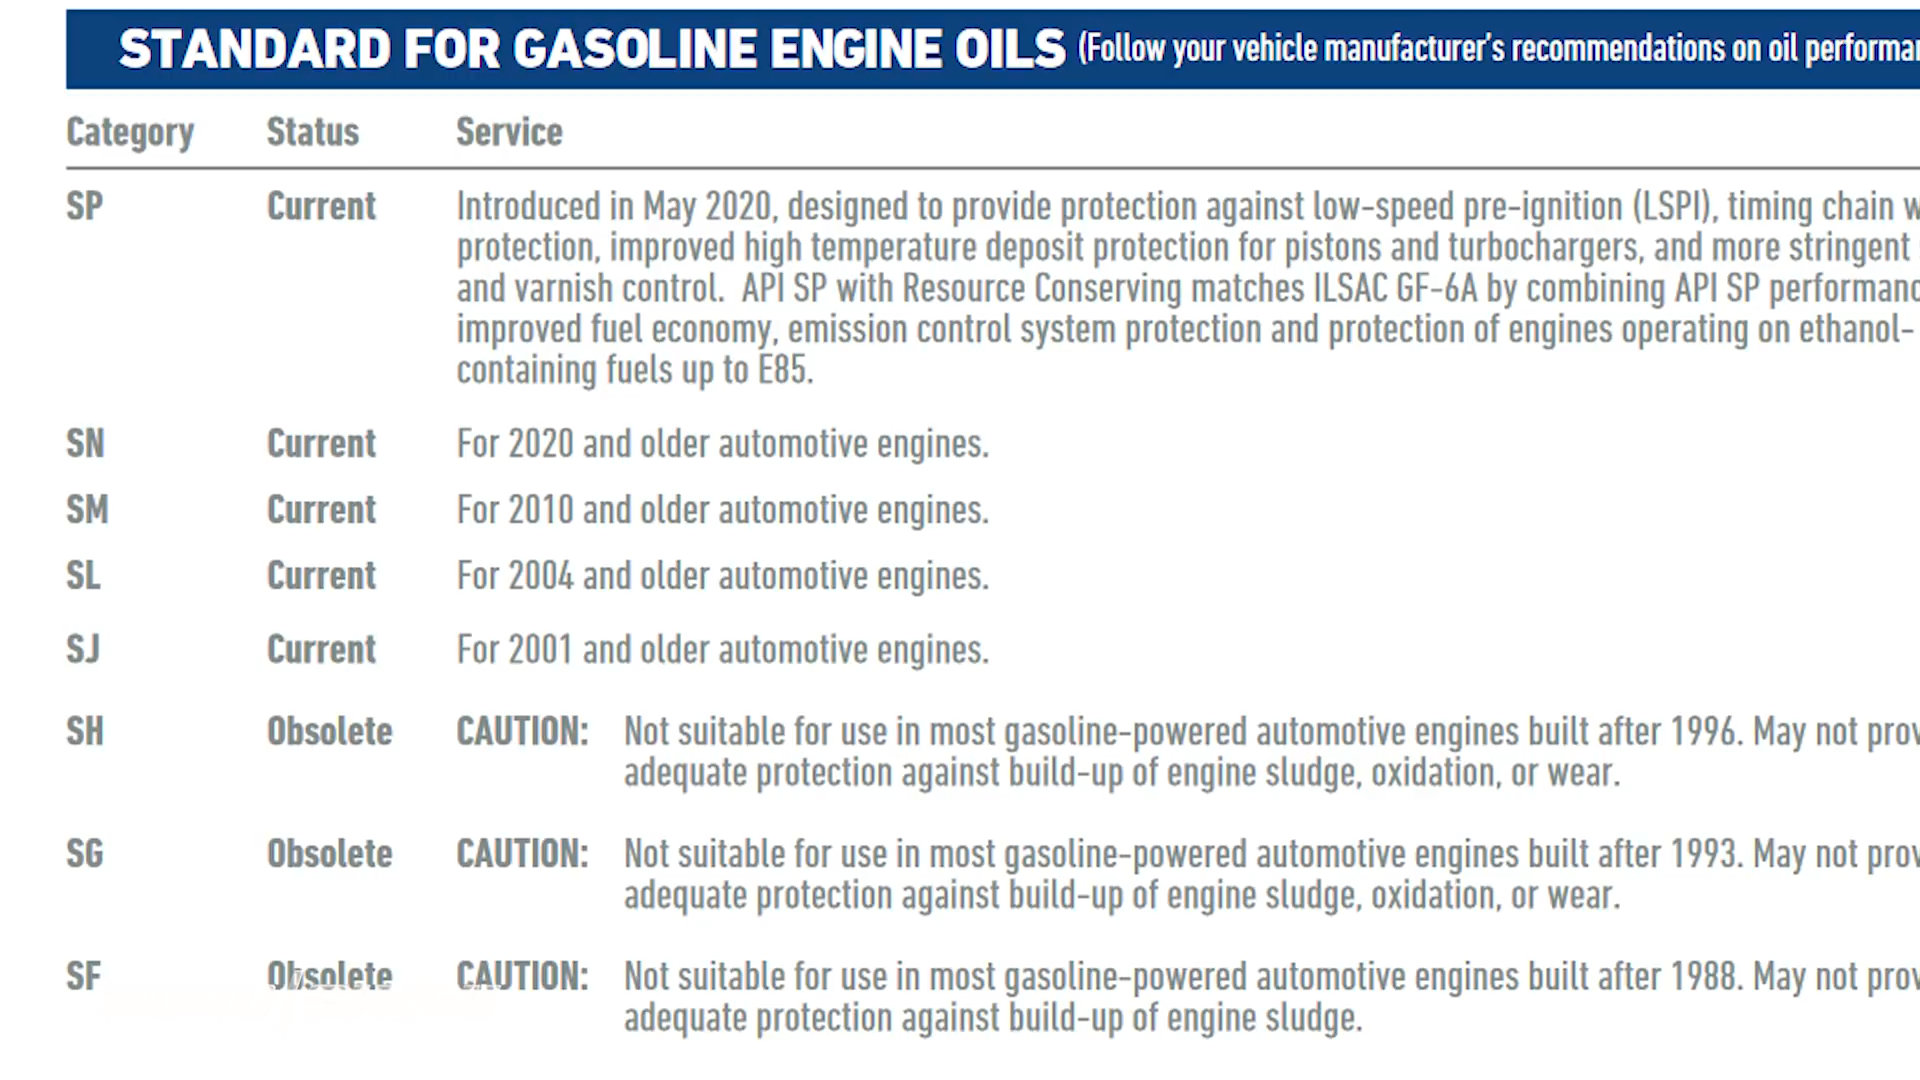 STANDARD FOR GASOLINE ENGINE OILS (Follow your vehicle manufacturer's recommendations on oil
Category Status Service
SP Current Introduced in May 2020, designed to provide protection against low-speed pre-ignition (LSPI), timing chain
protection, improved high temperature deposit protection for pistons and turbochargers, and more stringent
and varnish control. API SP with Resource Conserving matches ILSAC GF-6A by combining API SP
improved fuel economy, emission control system protection and protection of engines operating on ethanol-
containing fuels up to E85.
SN Current For 2020 and older automotive engines.
SM Current For 2010 and older automotive engines.
SL Current For 2004 and older automotive engines.
SJ Current For 2001 and older automotive engines.
SH Obsolete CAUTION: Not suitable for use in most gasoline-powered automotive engines built after 1996. May not
adequate protection against build-up of engine sludge, oxidation, or wear.
SG Obsolete CAUTION: Not suitable for use in most gasoline-powered automotive engines built after 1993. May not
adequate protection against build-up of engine sludge, oxidation, or wear.
SF Obsolete CAUTION: Not suitable for use in most gasoline-powered automotive engines built after 1988. May not
adequate protection against build-up of engine sludge.